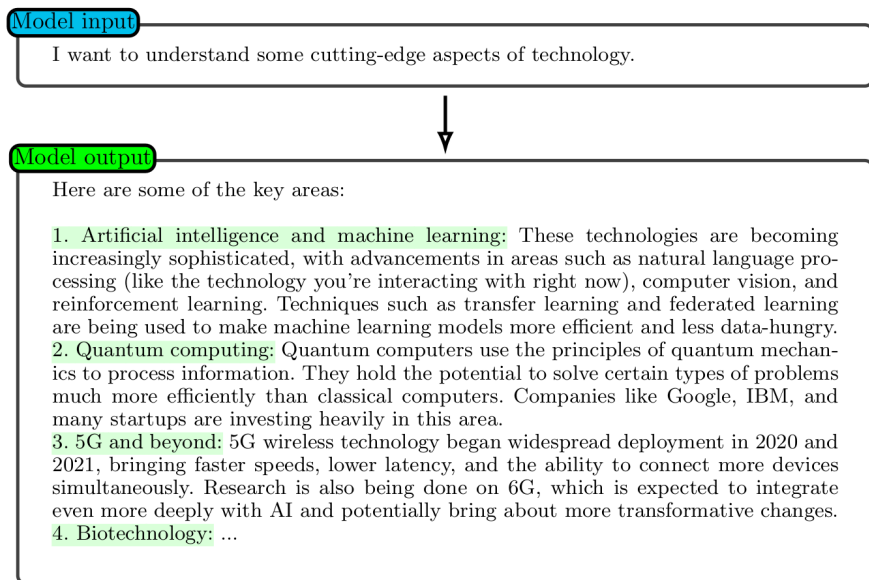 Model input
I want to understand some cutting-edge aspects of technology.
Model output
Here are some of the key areas:
1. Artificial intelligence and machine learning: These technologies are becoming
increasingly sophisticated, with advancements in areas such as natural language pro-
cessing (like the technology you're interacting with right now), computer vision, and
reinforcement learning. Techniques such as transfer learning and federated learning
are being used to make machine learning models more efficient and less data-hungry.
2. Quantum computing: Quantum computers use the principles of quantum mechan-
ics to process information. They hold the potential to solve certain types of problems
much more efficiently than classical computers. Companies like Google, IBM, and
many startups are investing heavily in this area.
3. 5G and beyond: 5G wireless technology began widespread deployment in 2020 and
2021, bringing faster speeds, lower latency, and the ability to connect more devices
simultaneously. Research is also being done on 6G, which is expected to integrate
even more deeply with AI and potentially bring about more transformative changes.
4. Biotechnology: ...